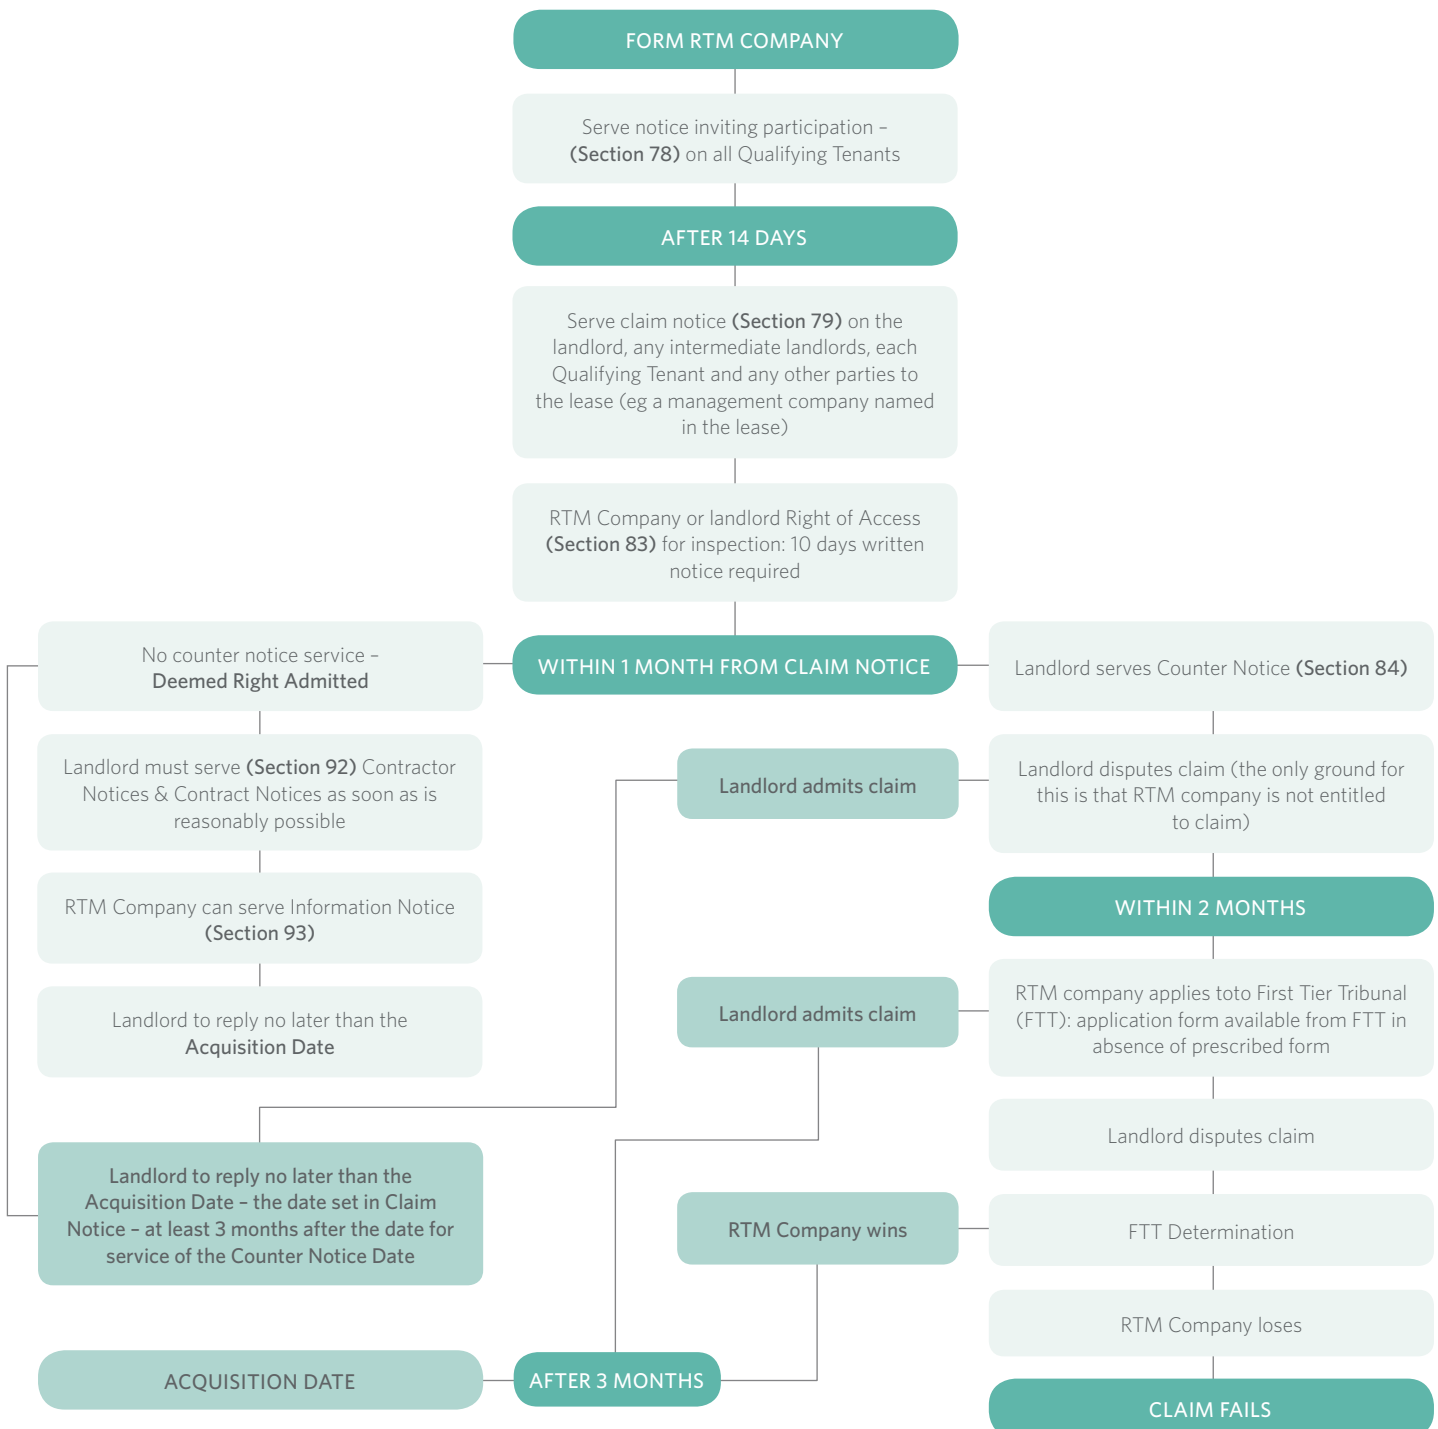 FORM RTM COMPANY
Serve notice inviting participation –
(Section 78) on all Qualifying Tenants
AFTER 14 DAYS
Serve claim notice (Section 79) on the
landlord, any intermediate landlords, each
Qualifying Tenant and any other parties to
the lease (eg a management company named
in the lease)
RTM Company or landlord Right of Access
(Section 83) for inspection: 10 days written
notice required
WITHIN 1 MONTH FROM CLAIM NOTICE
No counter notice service –
Deemed Right Admitted
Landlord must serve (Section 92) Contractor
Notices & Contract Notices as soon as is
reasonably possible
RTM Company can serve Information Notice
(Section 93)
Landlord to reply no later than the
Acquisition Date
Landlord to reply no later than the
Acquisition Date – the date set in Claim
Notice – at least 3 months after the date for
service of the Counter Notice Date
Landlord serves Counter Notice (Section 84)
Landlord admits claim
Landlord disputes claim (the only ground for
this is that RTM company is not entitled
to claim)
WITHIN 2 MONTHS
Landlord admits claim
RTM company applies toto First Tier Tribunal
(FTT): application form available from FTT in
absence of prescribed form
Landlord disputes claim
RTM Company wins
FTT Determination
RTM Company loses
ACQUISITION DATE
AFTER 3 MONTHS
CLAIM FAILS